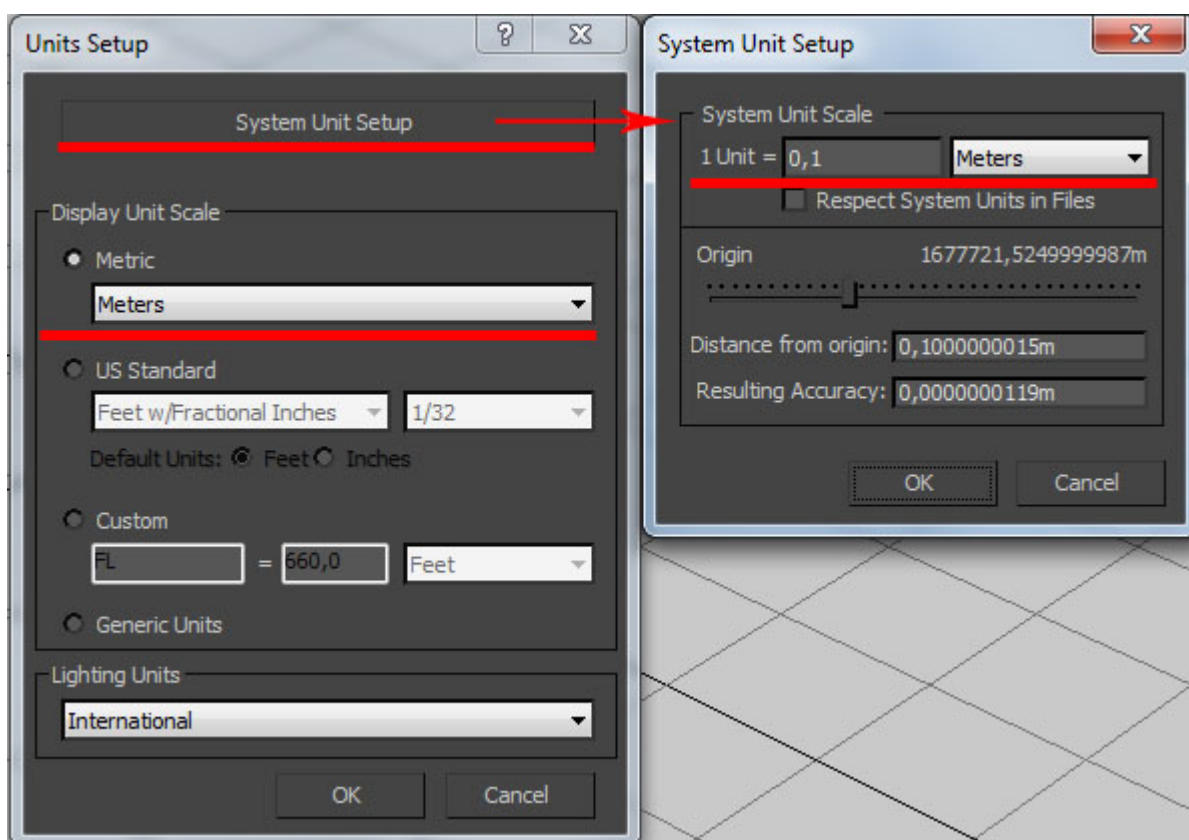 Units Setup
System Unit Setup
Display Unit Scale
Metric
Meters
US Standard
Feet w/Fractional Inches 1/32
Default Units: Feet Inches
Custom
FL = 660,0 Feet
Generic Units
Lighting Units
International
OK Cancel
System Unit Setup
System Unit Scale
1 Unit = 0,1 Meters
Respect System Units in Files
Origin 1677721,5249999987m
Distance from origin: 0,1000000015m
Resulting Accuracy: 0,0000000119m
OK Cancel